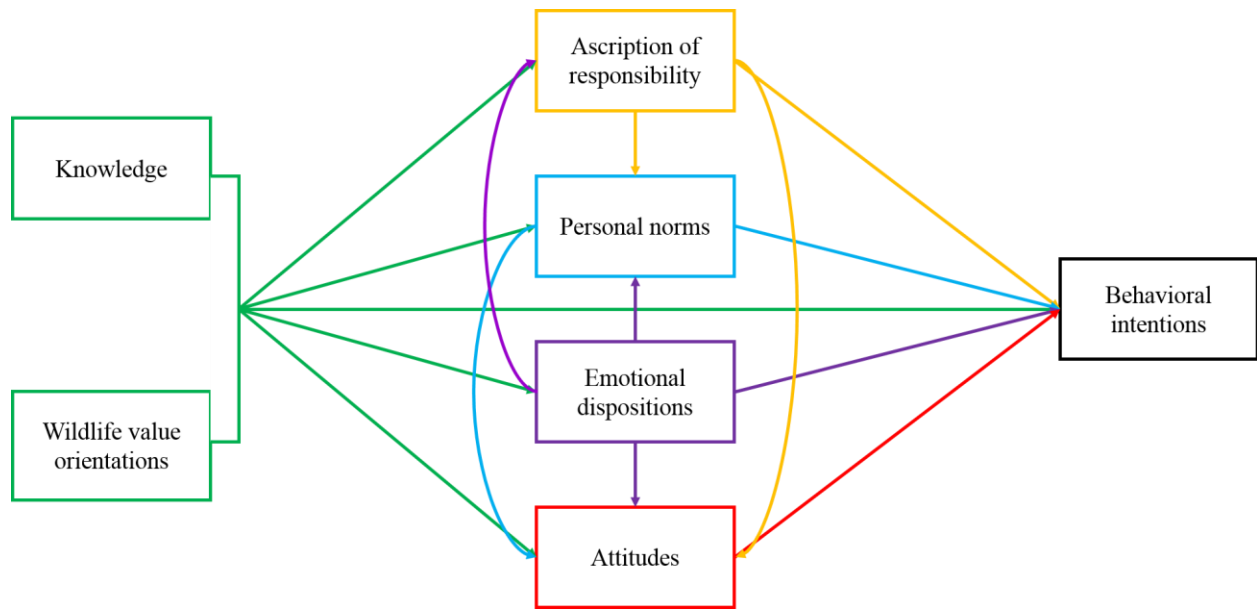 Knowledge
Wildlife value
orientations
Ascription of
responsibility
Personal norms
Emotional
dispositions
Attitudes
Behavioral
intentions